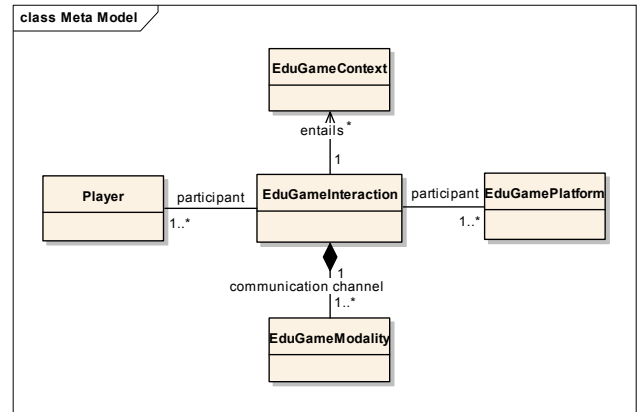 class Meta Model
EduGameContext
entails *
1
Player
participant
1..*
EduGameInteraction
participant
1..*
EduGamePlatform
1
communication channel
1..*
EduGameModality